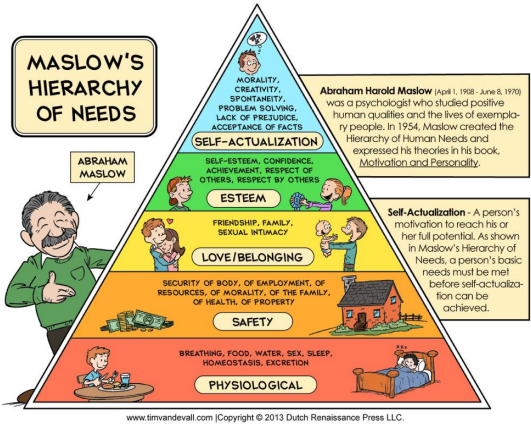 MASLOW'S
HIERARCHY
OF NEEDS
ABRAHAM
MASLOW
MORALITY,
CREATIVITY,
SPONTANEITY,
PROBLEM SOLVING,
LACK OF PREJUDICE,
ACCEPTANCE OF FACTS
SELF-ACTUALIZATION
SELF-ESTEEM, CONFIDENCE,
ACHIEVEMENT, RESPECT OF
OTHERS, RESPECT BY OTHERS
ESTEEM
FRIENDSHIP, FAMILY,
SEXUAL INTIMACY
LOVE/BELONGING
SECURITY OF BODY, OF EMPLOYMENT, OF
RESOURCES, OF MORALITY, OF THE FAMILY,
OF HEALTH, OF PROPERTY
SAFETY
BREATHING, FOOD, WATER, SEX, SLEEP,
HOMEOSTASIS, EXCRETION
PHYSIOLOGICAL
zzz
Abraham Harold Maslow (April 1, 1908 - June 8, 1970)
was a psychologist who studied positive
human qualities and the lives of exempla-
ry people. In 1954, Maslow created the
Hierarchy of Human Needs and
expressed his theories in his book,
Motivation and Personality.
Self-Actualization - A person's
motivation to reach his or
her full potential. As shown
in Maslow's Hierarchy of
Needs, a person's basic
needs must be met
before self-actualiza-
tion can be
achieved.
www.timvandevall.com |Copyright © 2013 Dutch Renaissance Press LLC.